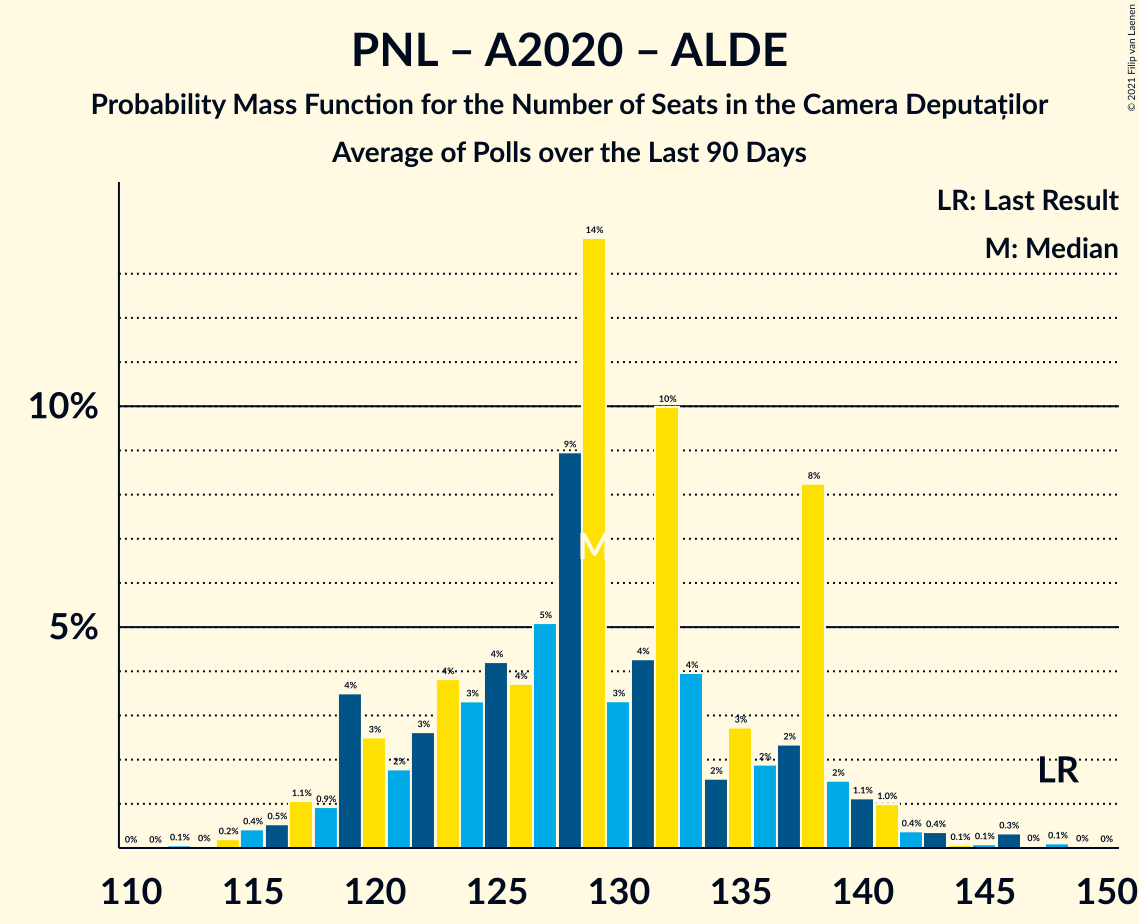 PNL – A2020 – ALDE
Probability Mass Function for the Number of Seats in the Camera Deputaților
Average of Polls over the Last 90 Days
© 2021 Filip van Laenen
LR: Last Result
M: Median
10%
5%
0% 0% 0.1% 0% 0.2% 0.4% 0.5% 1.1% 0.9% 4% 3% 2% 3% 4% 3% 4% 4% 5% 9% 14% 3% 4% 10% 4% 2% 3% 2% 2% 8% 2% 1.1% 1.0% 0.4% 0.4% 0.1% 0.1% 0.3% 0% 0.1% 0% 0%
M
LR
110 115 120 125 130 135 140 145 150